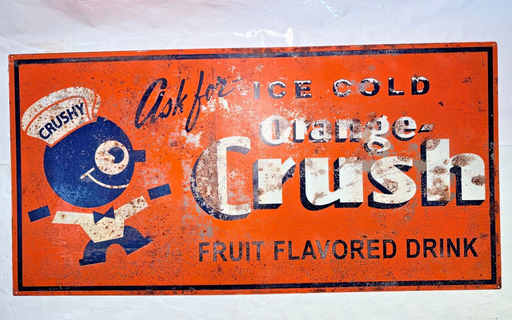 CRUSHY
Ask for ICE COLD
Orange-
Crush
FRUIT FLAVORED DRINK